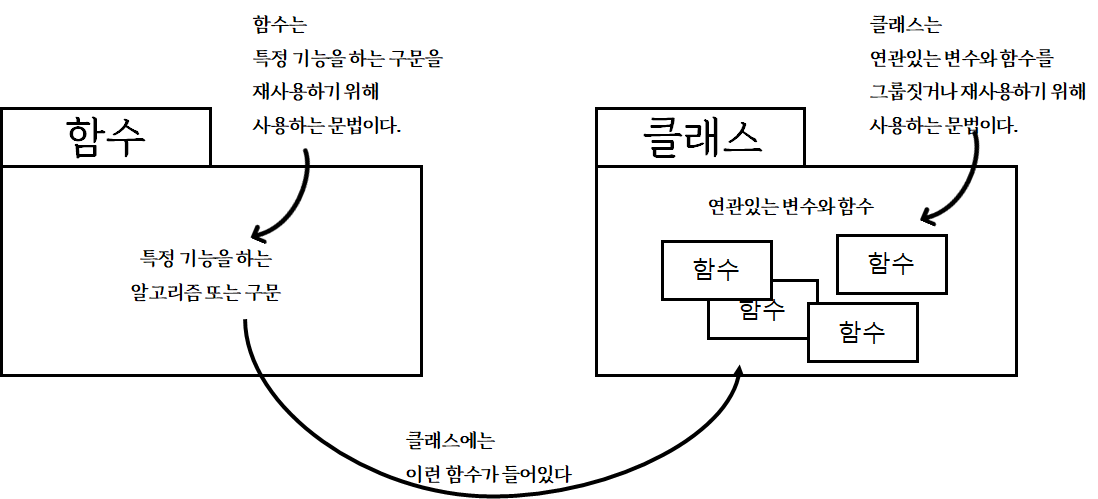 함수는
특정 기능을 하는 구문을
재사용하기 위해
사용하는 문법이다.
함수
특정 기능을 하는
알고리즘 또는 구문
클래스는
연관있는 변수와 함수를
그룹짓거나 재사용하기 위해
사용하는 문법이다.
클래스
연관있는 변수와 함수
함수
함수
함수
함수
클래스에는
이런 함수가 들어있다